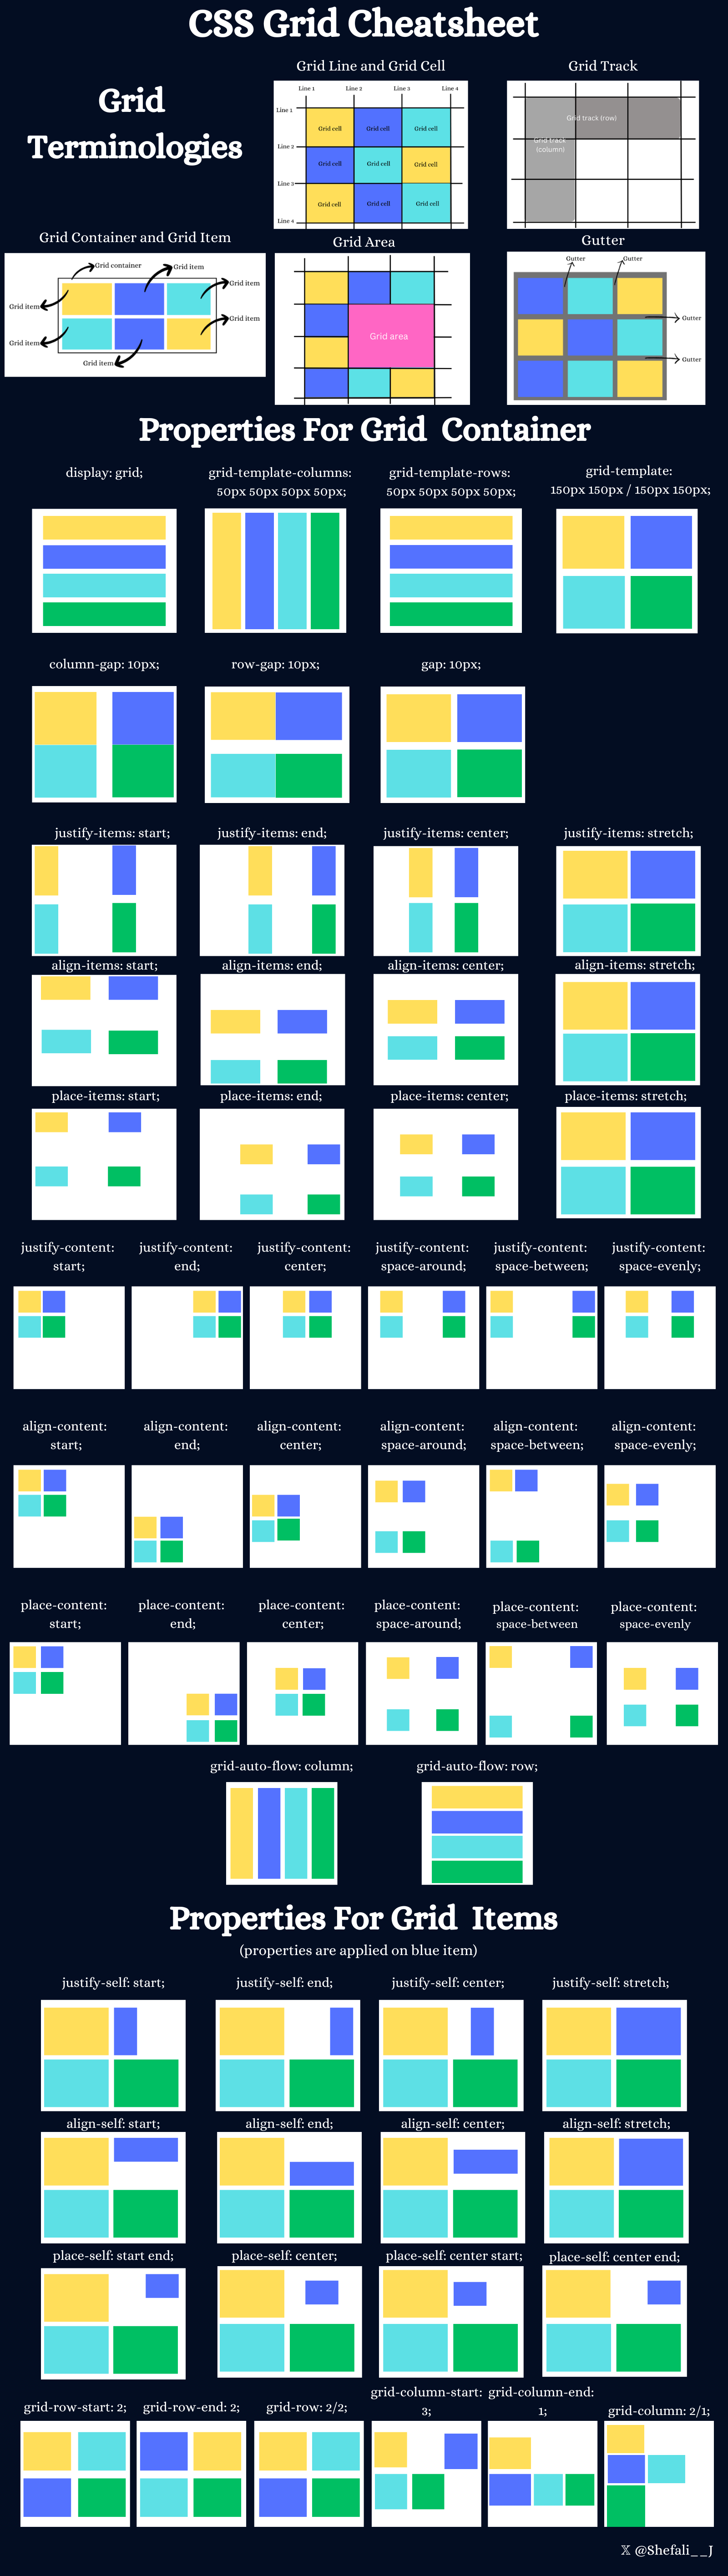 CSS Grid Cheatsheet
Grid
Terminologies
Grid Line and Grid Cell
Line 1
Line 2
Line 3
Line 4
Line 1
Grid cell
Grid cell
Grid cell
Line 2
Grid cell
Grid cell
Grid cell
Line 3
Grid cell
Grid cell
Grid cell
Line 4
Grid Track
Grid track (row)
Grid track
(column)
Grid Container and Grid Item
Grid container
Grid item
Grid item
Grid item
Grid item
Grid item
Grid item
Grid Area
Grid area
Gutter
Gutter
Gutter
Gutter
Gutter
Properties For Grid Container
display: grid;
grid-template-columns:
50px 50px 50px 50px;
grid-template-rows:
50px 50px 50px 50px;
grid-template:
150px 150px / 150px 150px;
column-gap: 10px;
row-gap: 10px;
gap: 10px;
justify-items: start;
justify-items: end;
justify-items: center;
justify-items: stretch;
align-items: start;
align-items: end;
align-items: center;
align-items: stretch;
place-items: start;
place-items: end;
place-items: center;
place-items: stretch;
justify-content:
start;
justify-content:
end;
justify-content:
center;
justify-content:
space-around;
justify-content:
space-between;
justify-content:
space-evenly;
align-content:
start;
align-content:
end;
align-content:
center;
align-content:
space-around;
align-content:
space-between;
align-content:
space-evenly;
place-content:
start;
place-content:
end;
place-content:
center;
place-content:
space-around;
place-content:
space-between
place-content:
space-evenly
grid-auto-flow: column;
grid-auto-flow: row;
Properties For Grid Items
(properties are applied on blue item)
justify-self: start;
justify-self: end;
justify-self: center;
justify-self: stretch;
align-self: start;
align-self: end;
align-self: center;
align-self: stretch;
place-self: start end;
place-self: center;
place-self: center start;
place-self: center end;
grid-row-start: 2;
grid-row-end: 2;
grid-row: 2/2;
grid-column-start:
3;
grid-column-end:
1;
grid-column: 2/1;
𝕏 @Shefali__J